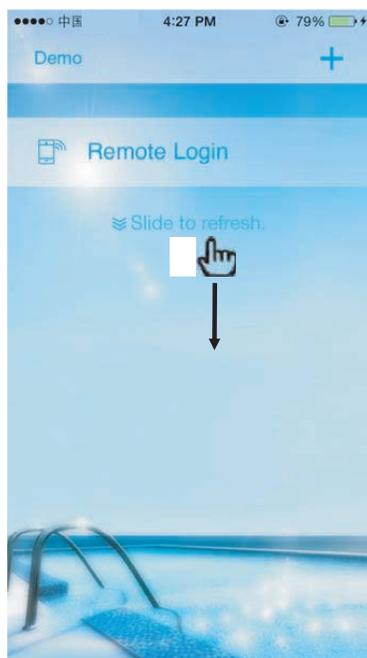 中国 4:27 PM 79%
Demo +
Remote Login
Slide to refresh.